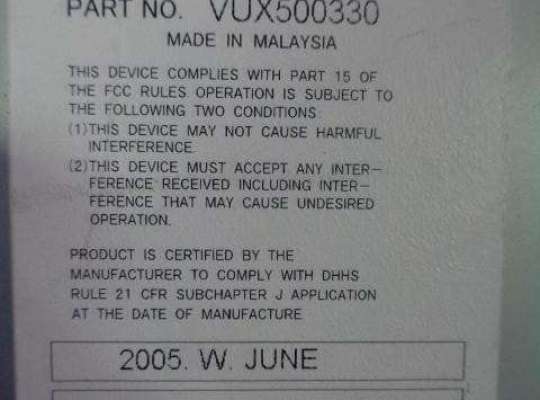 PART NO. VUX500330
MADE IN MALAYSIA
THIS DEVICE COMPLIES WITH PART 15 OF
THE FCC RULES OPERATION IS SUBJECT TO
THE FOLLOWING TWO CONDITIONS:
(1)THIS DEVICE MAY NOT CAUSE HARMFUL
INTERFERENCE.
(2)THIS DEVICE MUST ACCEPT ANY INTER-
FERENCE RECEIVED INCLUDING INTER-
FERENCE THAT MAY CAUSE UNDESIRED
OPERATION.
PRODUCT IS CERTIFIED BY THE
MANUFACTURER TO COMPLY WITH DHHS
RULE 21 CFR SUBCHAPTER J APPLICATION
AT THE DATE OF MANUFACTURE
2005. W. JUNE